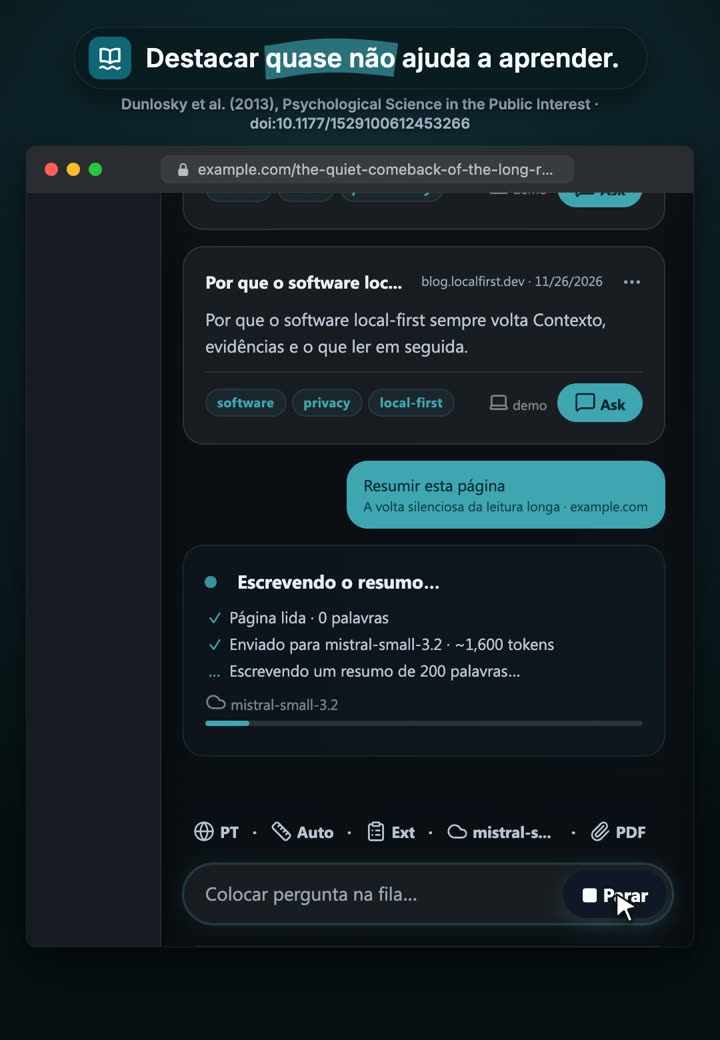 Destacar quase não ajuda a aprender.
Dunlosky et al. (2013), Psychological Science in the Public Interest ·
doi:10.1177/1529100612453266
example.com/the-quiet-comeback-of-the-long-r...
demo
Ask
Por que o software loc... blog.localfirst.dev · 11/26/2026
Por que o software local-first sempre volta Contexto,
evidências e o que ler em seguida.
software privacy local-first demo Ask
Resumir esta página
A volta silenciosa da leitura longa · example.com
Escrevendo o resumo...
✓ Página lida · 0 palavras
✓ Enviado para mistral-small-3.2 · ~1,600 tokens
... Escrevendo um resumo de 200 palavras...
mistral-small-3.2
PT · Auto · Ext · mistral-s... · PDF
Colocar pergunta na fila... Parar